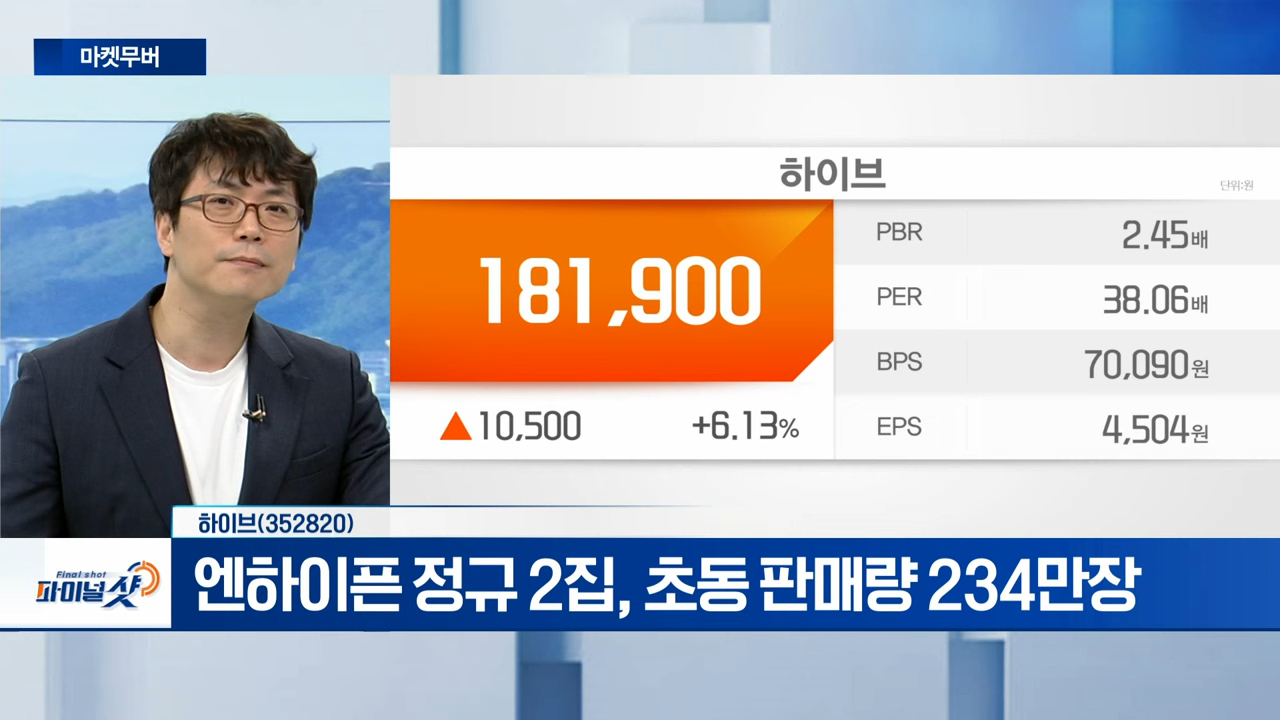 마켓무버
하이브
단위:원
181,900
▲10,500 +6.13%
PBR 2.45배
PER 38.06배
BPS 70,090원
EPS 4,504원
하이브(352820)
Final shot
파이널샷
엔하이픈 정규 2집, 초동 판매량 234만장